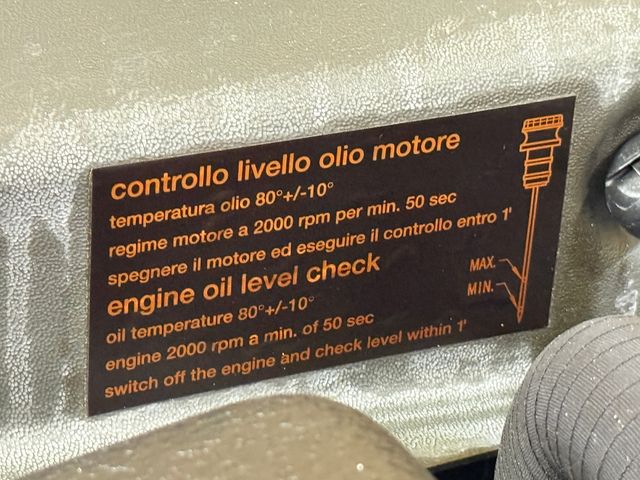 controllo livello olio motore
temperatura olio 80°+/-10°
regime motore a 2000 rpm per min. 50 sec
spegnere il motore ed eseguire il controllo entro 1'
engine oil level check
oil temperature 80°+/-10°
engine 2000 rpm a min. of 50 sec
switch off the engine and check level within 1'
MAX.
MIN.